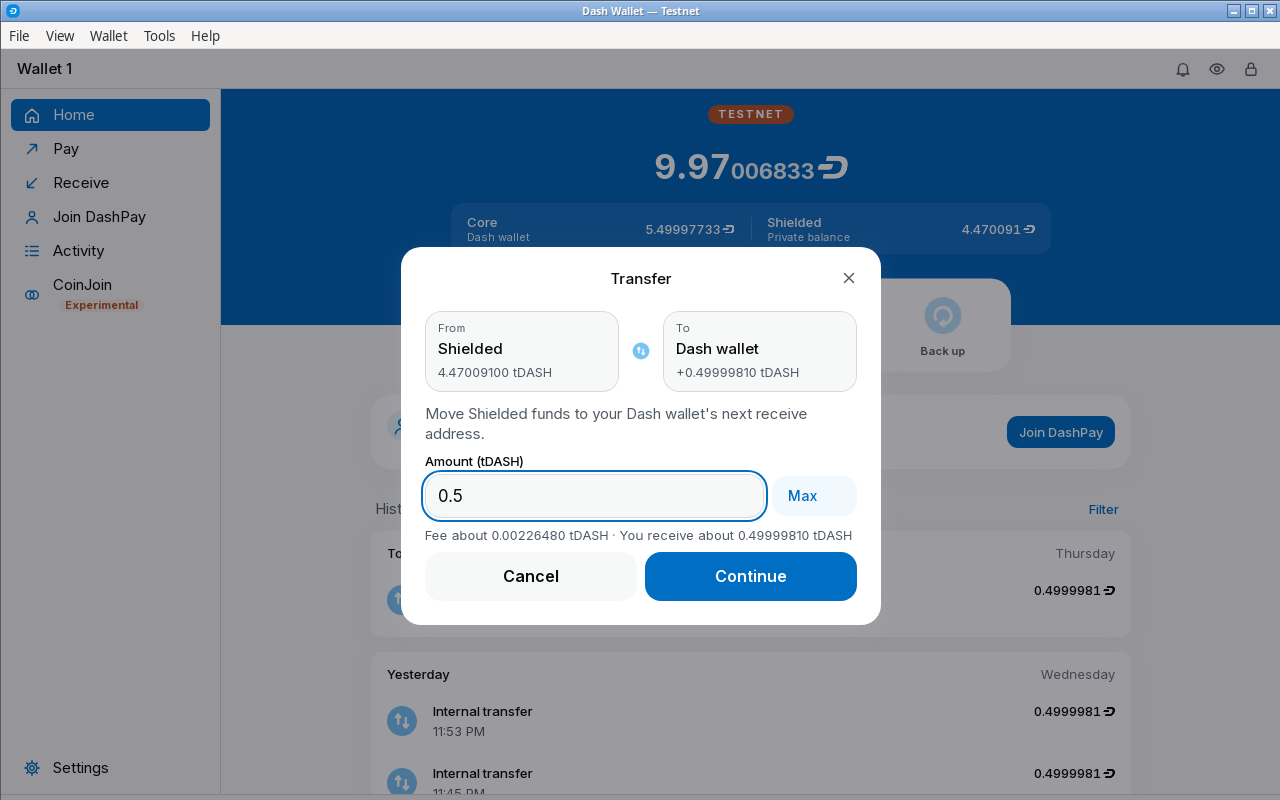 Dash Wallet — Testnet
File View Wallet Tools Help
Wallet 1
Home
Pay
Receive
Join DashPay
Activity
CoinJoin
Experimental
Settings
TESTNET
9.97006833
Core
Dash wallet
5.49997733
Shielded
Private balance
4.470091
Back up
Join DashPay
Transfer
From
Shielded
4.47009100 tDASH
To
Dash wallet
+0.49999810 tDASH
Move Shielded funds to your Dash wallet's next receive
address.
Amount (tDASH)
0.5
Max
Fee about 0.00226480 tDASH · You receive about 0.49999810 tDASH
Cancel
Continue
Filter
Thursday
0.4999981
Yesterday
Wednesday
Internal transfer
0.4999981
11:53 PM
Internal transfer
0.4999981
11:45 PM